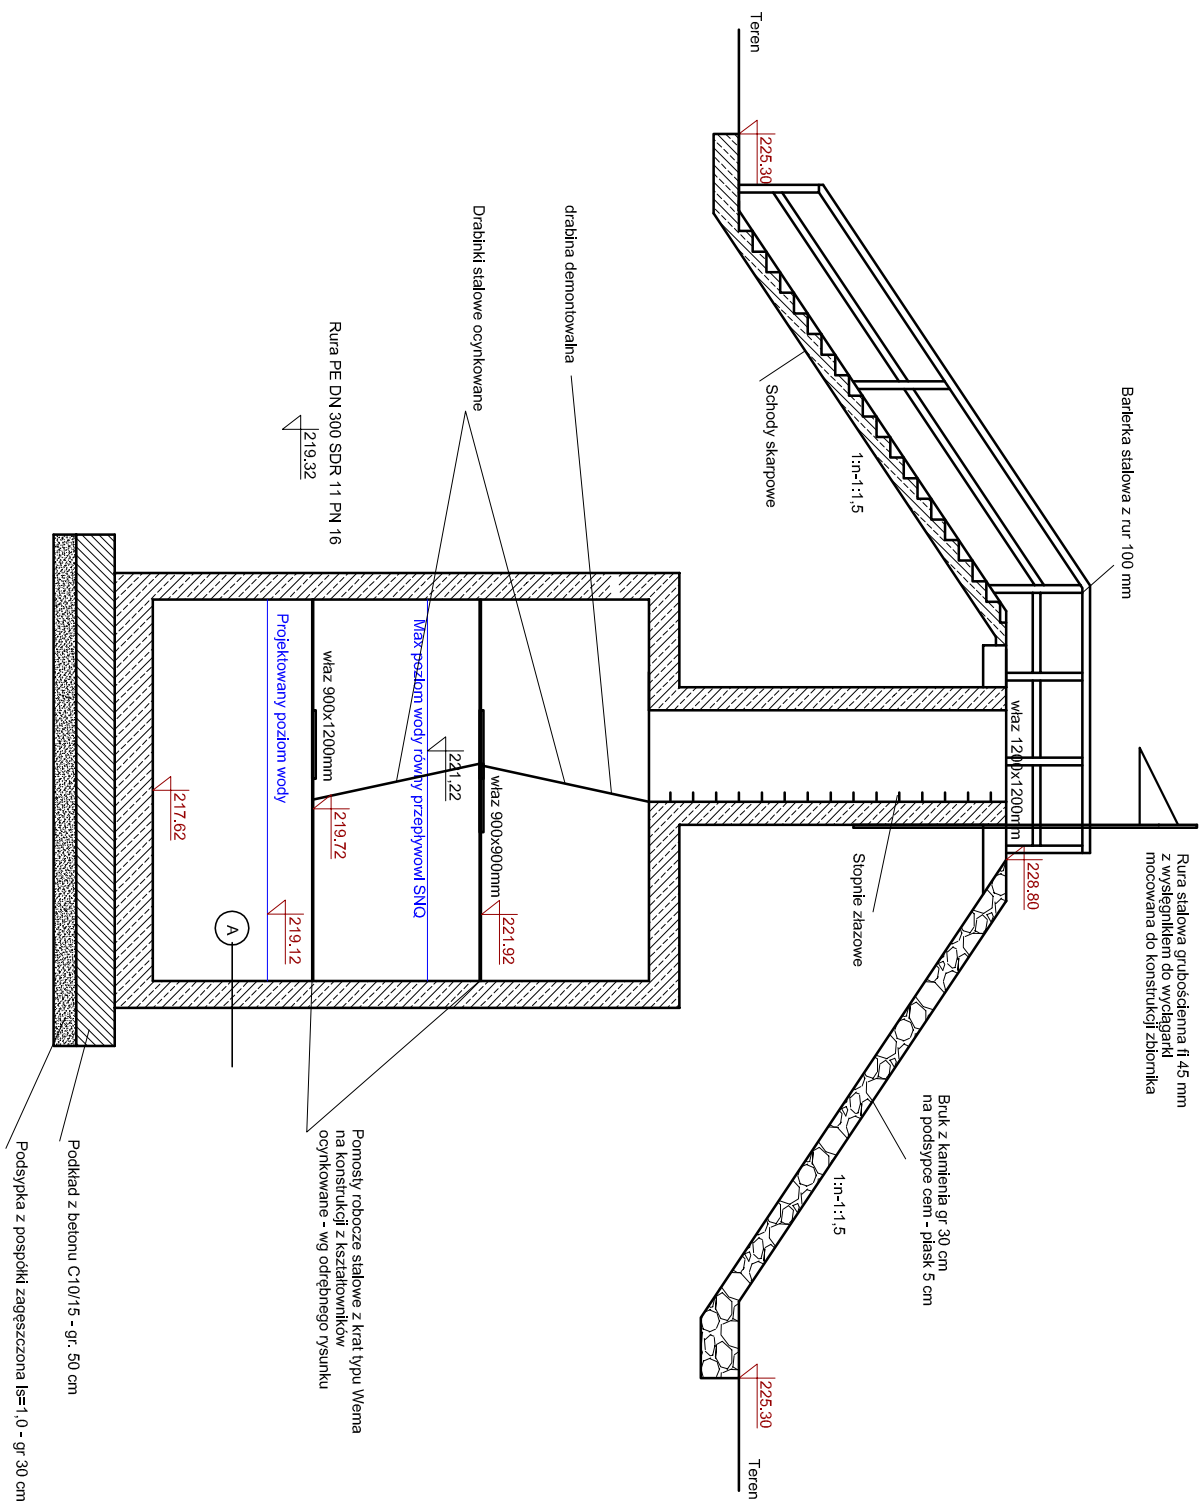 Teren
225.30
Barierka stalowa z rur 100 mm
Schody skarpowe
1:n-1:1,5
drabina demontowalna
Drabinki stalowe ocynkowane
Rura PE DN 300 SDR 11 PN 16
219.32
właz 1200x1200mm
228.80
Rura stalowa grubościenna fi 45 mm
z wysięgnikiem do wyciągarki
mocowana do konstrukcji zbiornika
Stopnie złazowe
Bruk z kamienia gr 30 cm
na podsypce cem - piask 5 cm
1:n-1:1,5
225.30
Teren
właz 900x900mm
221.92
221,22
Max poziom wody równy przepływowi SNQ
właz 900x1200mm
219.72
Projektowany poziom wody
219.12
217.62
A
Pomosty robocze stalowe z krat typu Wema
na konstrukcji z kształtowników
ocynkowane - wg odrębnego rysunku
Podkład z betonu C10/15 - gr. 50 cm
Podsypka z pospółki zagęszczona Is=1,0 - gr 30 cm